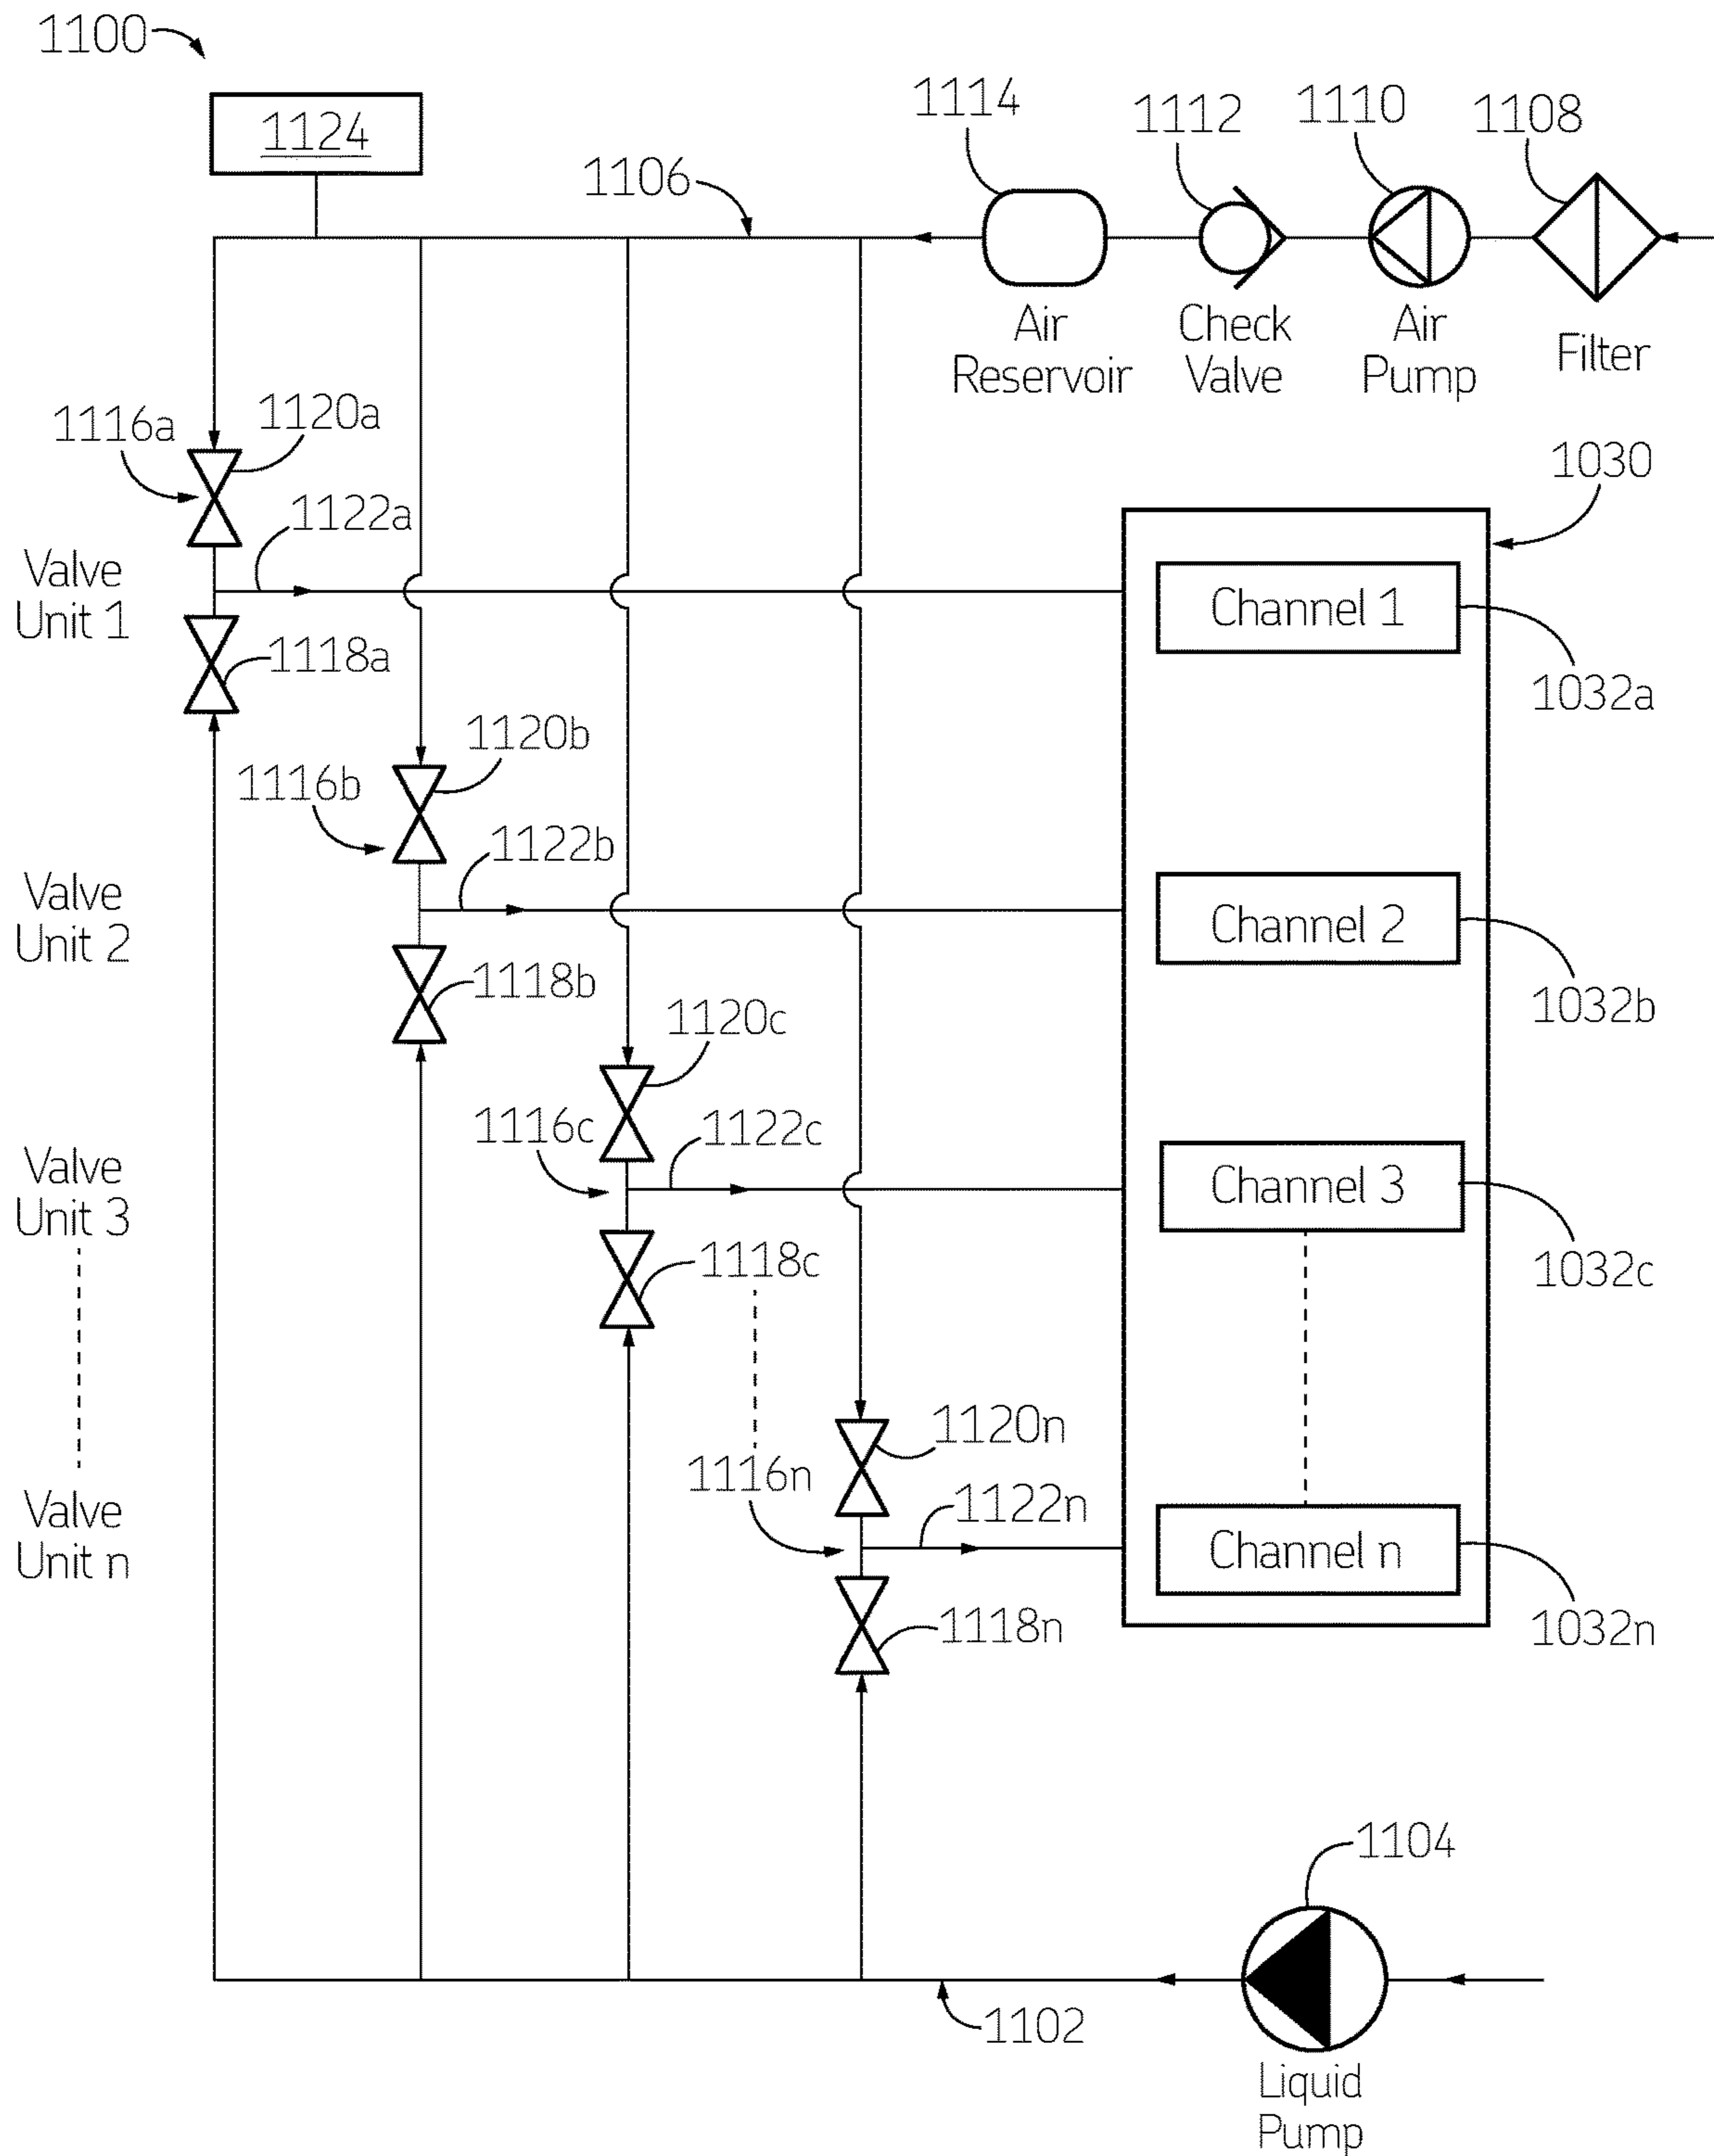 1100
1124
1106
1114
1112
1110
1108
Air
Reservoir
Check
Valve
Air
Pump
Filter
1116a
1120a
1122a
Valve
Unit 1
1118a
1030
Channel 1
1032a
1120b
1116b
1122b
Valve
Unit 2
1118b
Channel 2
1032b
1120c
1116c
1122c
Valve
Unit 3
1118c
Channel 3
1032c
1120n
1116n
1122n
Valve
Unit n
1118n
Channel n
1032n
1104
1102
Liquid
Pump